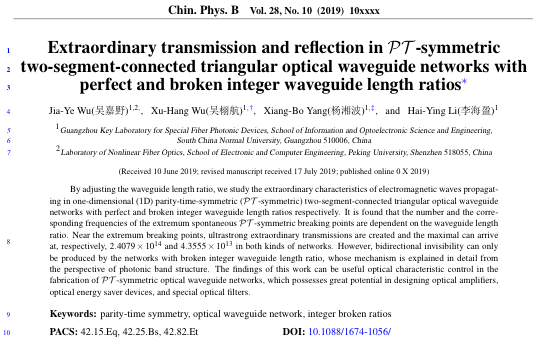 Chin. Phys. B Vol. 28, No. 10 (2019) 10xxxx
1 Extraordinary transmission and reflection in PT-symmetric
2 two-segment-connected triangular optical waveguide networks with
3 perfect and broken integer waveguide length ratios*
4 Jia-Ye Wu(吴嘉野)1,2, Xu-Hang Wu(吴栩航)1,†, Xiang-Bo Yang(杨湘波)1,‡, and Hai-Ying Li(李海盈)1
5 1Guangzhou Key Laboratory for Special Fiber Photonic Devices, School of Information and Optoelectronic Science and Engineering,
6 South China Normal University, Guangzhou 510006, China
7 2Laboratory of Nonlinear Fiber Optics, School of Electronic and Computer Engineering, Peking University, Shenzhen 518055, China
(Received 10 June 2019; revised manuscript received 17 July 2019; published online 0 X 2019)
By adjusting the waveguide length ratio, we study the extraordinary characteristics of electromagnetic waves propagat-
ing in one-dimensional (1D) parity-time-symmetric (PT-symmetric) two-segment-connected triangular optical waveguide
networks with perfect and broken integer waveguide length ratios respectively. It is found that the number and the corre-
sponding frequencies of the extremum spontaneous PT-symmetric breaking points are dependent on the waveguide length
ratio. Near the extremum breaking points, ultrastrong extraordinary transmissions are created and the maximal can arrive
8 at, respectively, 2.4079 × 10^14 and 4.3555 × 10^13 in both kinds of networks. However, bidirectional invisibility can only
be produced by the networks with broken integer waveguide length ratio, whose mechanism is explained in detail from
the perspective of photonic band structure. The findings of this work can be useful optical characteristic control in the
fabrication of PT-symmetric optical waveguide networks, which possesses great potential in designing optical amplifiers,
optical energy saver devices, and special optical filters.
9 Keywords: parity-time symmetry, optical waveguide network, integer broken ratios
10 PACS: 42.15.Eq, 42.25.Bs, 42.82.Et DOI: 10.1088/1674-1056/